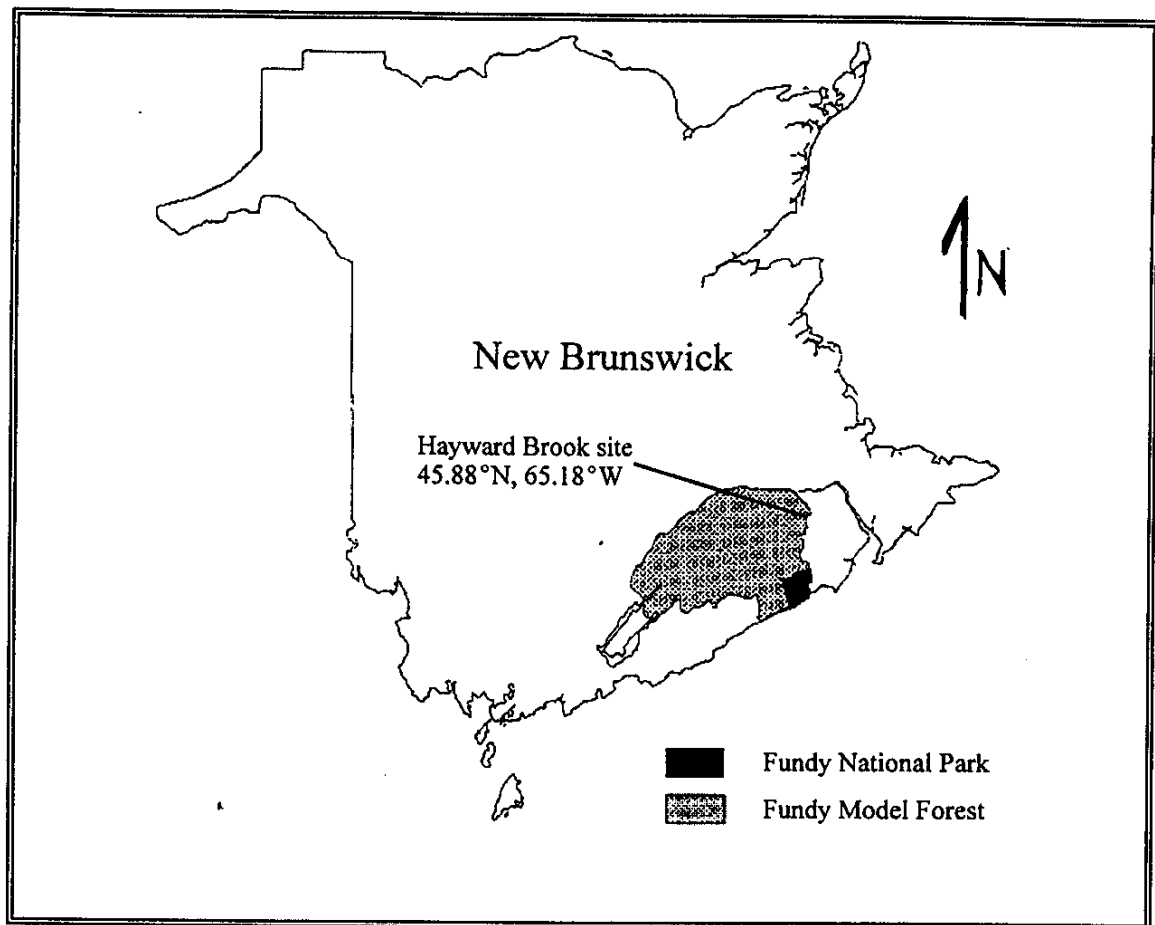 N
New Brunswick
Hayward Brook site
45.88°N, 65.18°W
Fundy National Park
Fundy Model Forest